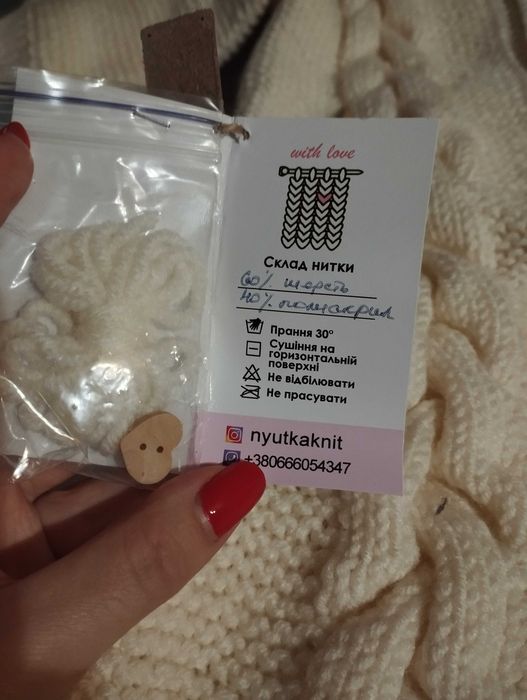 with love
Склад нитки
60% шерсть
40% полиакрил
Прання 30°
Сушіння на
горизонтальній
поверхні
Не відбілювати
Не прасувати
nyutkaknit
+380666054347